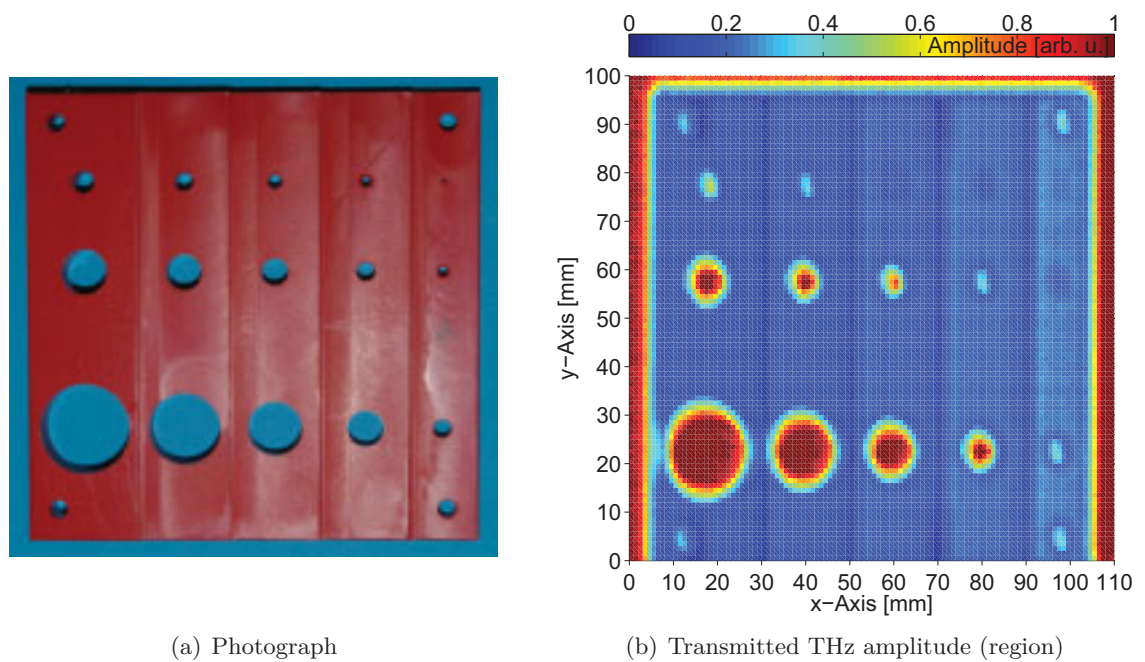 0 0.2 0.4 0.6 0.8 1
Amplitude [arb. u.]
100
90
80
70
60
50
40
30
20
10
0
y−Axis [mm]
0 10 20 30 40 50 60 70 80 90 100 110
x−Axis [mm]
(a) Photograph
(b) Transmitted THz amplitude (region)